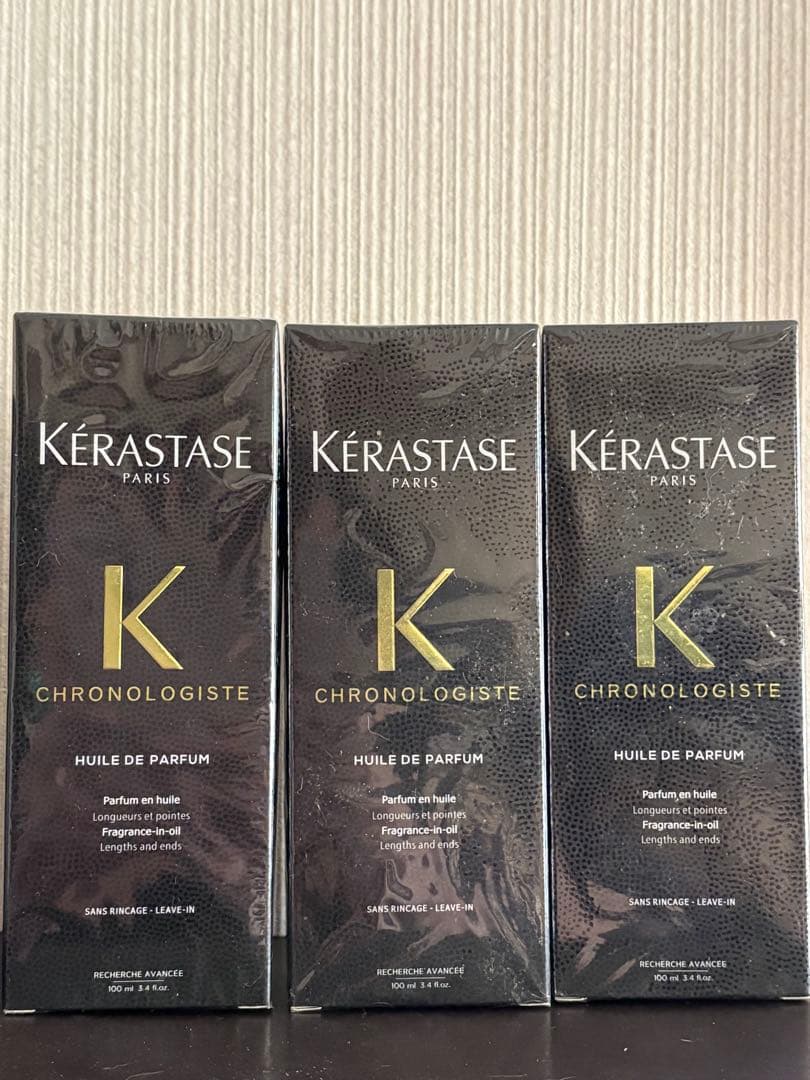 KÉRASTASE
PARIS
K
CHRONOLOGISTE
HUILE DE PARFUM
Parfum en huile
Longueurs et pointes
Fragrance-in-oil
Lengths and ends
SANS RINCAGE - LEAVE-IN
RECHERCHE AVANCÉE
100 ml 3.4 fl.oz.
KÉRASTASE
PARIS
K
CHRONOLOGISTE
HUILE DE PARFUM
Parfum en huile
Longueurs et pointes
Fragrance-in-oil
Lengths and ends
SANS RINCAGE - LEAVE-IN
RECHERCHE AVANCÉE
100 ml 3.4 fl.oz.
KÉRASTASE
PARIS
K
CHRONOLOGISTE
HUILE DE PARFUM
Parfum en huile
Longueurs et pointes
Fragrance-in-oil
Lengths and ends
SANS RINCAGE - LEAVE-IN
RECHERCHE AVANCÉE
100 ml 3.4 fl.oz.